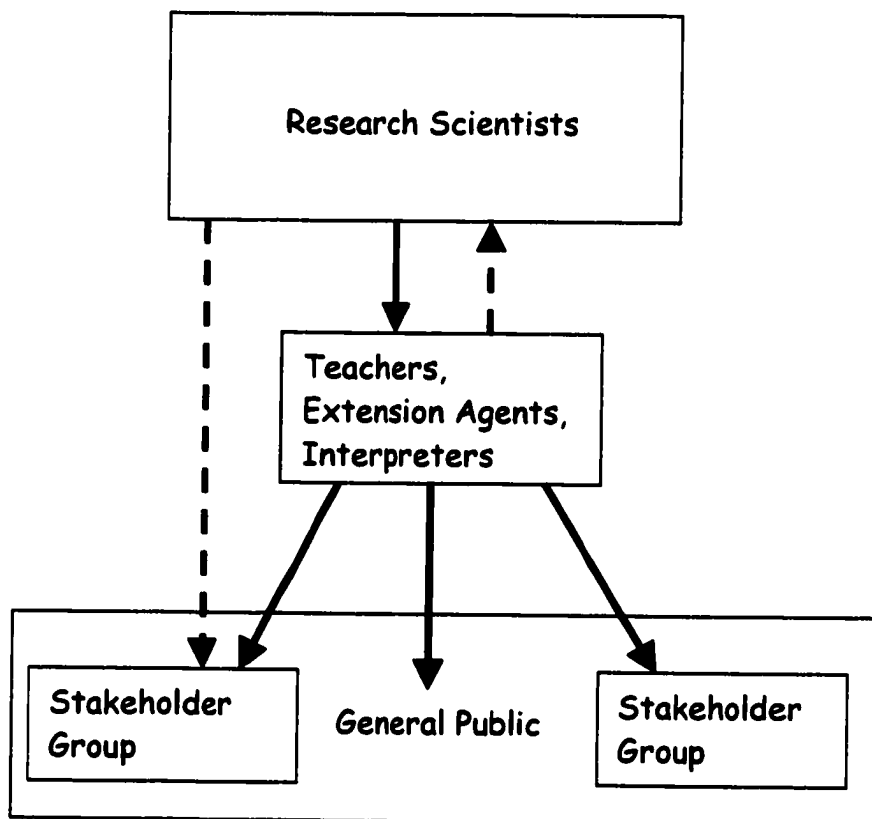 Research Scientists
Teachers,
Extension Agents,
Interpreters
Stakeholder
Group
General Public
Stakeholder
Group